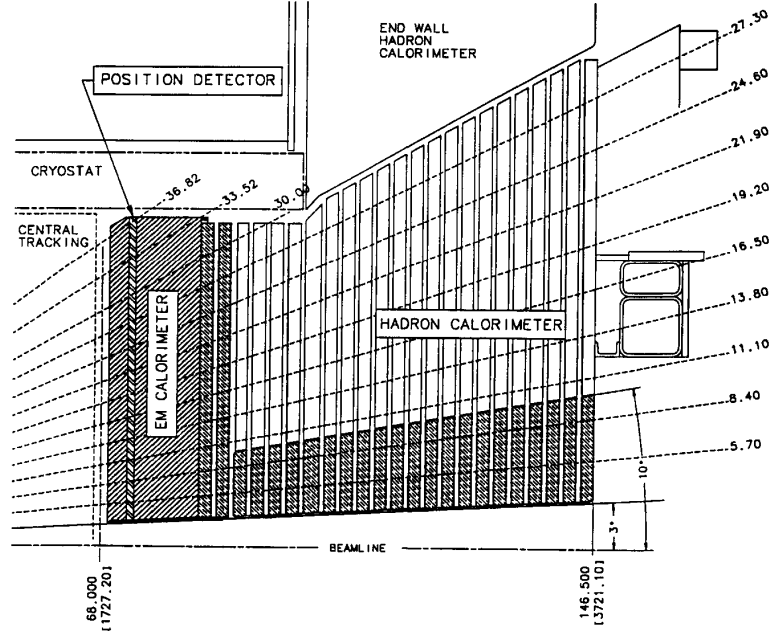 END WALL
HADRON
CALORIMETER
27.30
POSITION DETECTOR
24.60
21.90
CRYOSTAT
36.82
33.52
30.00
19.20
CENTRAL
TRACKING
16.50
EM CALORIMETER
13.80
HADRON CALORIMETER
11.10
8.40
5.70
10°
3°
BEAMLINE
68.000
[1727.20]
146.500
[3721.10]